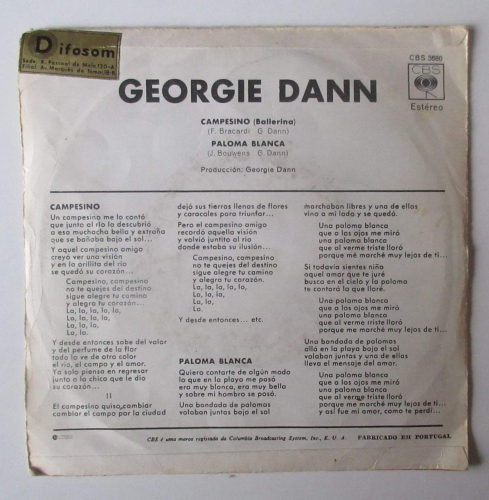 Difosom
CBS 3680
CBS
Estéreo
GEORGIE DANN
CAMPESINO (Ballerina)
(F. Bracardi G. Dann)
PALOMA BLANCA
(J. Bouwens G. Dann)
Producción: Georgie Dann
CAMPESINO
Un campesino me lo contó
que junto al río la descubrió
a esa muchacha bella y extraña
que se bañaba bajo el sol...
Y aquel campesino amigo
creyó ver una visión
y en la orillita del río
se quedó su corazón...
Campesino, campesino
no te quejes del destino
sigue alegre tu camino
y alegra tu corazón...
La, la, la, la, la,
La, la, la,
La, la, la, la,
La.
Y desde entonces sabe del valor
y del perfume de la flor
todo lo ve de otro color
el río, el campo y el amor.
Ya solo piensa en regresar
junto a la chica que le dio
su corazón...
II
El campesino quiso cambiar
cambiar el campo por la ciudad
dejó sus tierras llenas de flores
y caracoles para triunfar...
Pero el campesino amigo
recordó aquella visión
y volvió juntito al río
donde estaba su ilusión...
Campesino, campesino
no te quejes del destino
sigue alegre tu camino
y alegra tu corazón...
La, la, la, la, la,
La, la, la,
La, la, la, la,
La.
Y desde entonces... etc.
PALOMA BLANCA
Quiero contarte de algún modo
lo que en la playa me pasó
era muy blanca, era muy bella
y sobre mi hombro se posó.
Una bandada de palomas
volaban juntas bajo el sol
marchaban libres y una de ellas
vino a mi lado y se quedó.
Una paloma blanca
que a los ojos me miró
una paloma blanca
que al verme triste lloró
porque me marché muy lejos de ti...
Si todavía sientes niña
aquel amor que te juré
busca en el cielo y la paloma
te contará lo que lloré.
Una paloma blanca
que a los ojos me miró
una paloma blanca
que al verme triste lloró
porque me marché muy lejos de ti...
Una bandada de palomas
allá en la playa bajo el sol
volaban juntas y una de ellas
lleva el mensaje del amor.
Una paloma blanca
que a los ojos me miró
una paloma blanca
que al verme triste lloró
porque me marché muy lejos de ti...
y así fue mi amor, como te perdí...
CBS é uma marca registada da Columbia Broadcasting System, Inc., E. U. A.
FABRICADO EM PORTUGAL